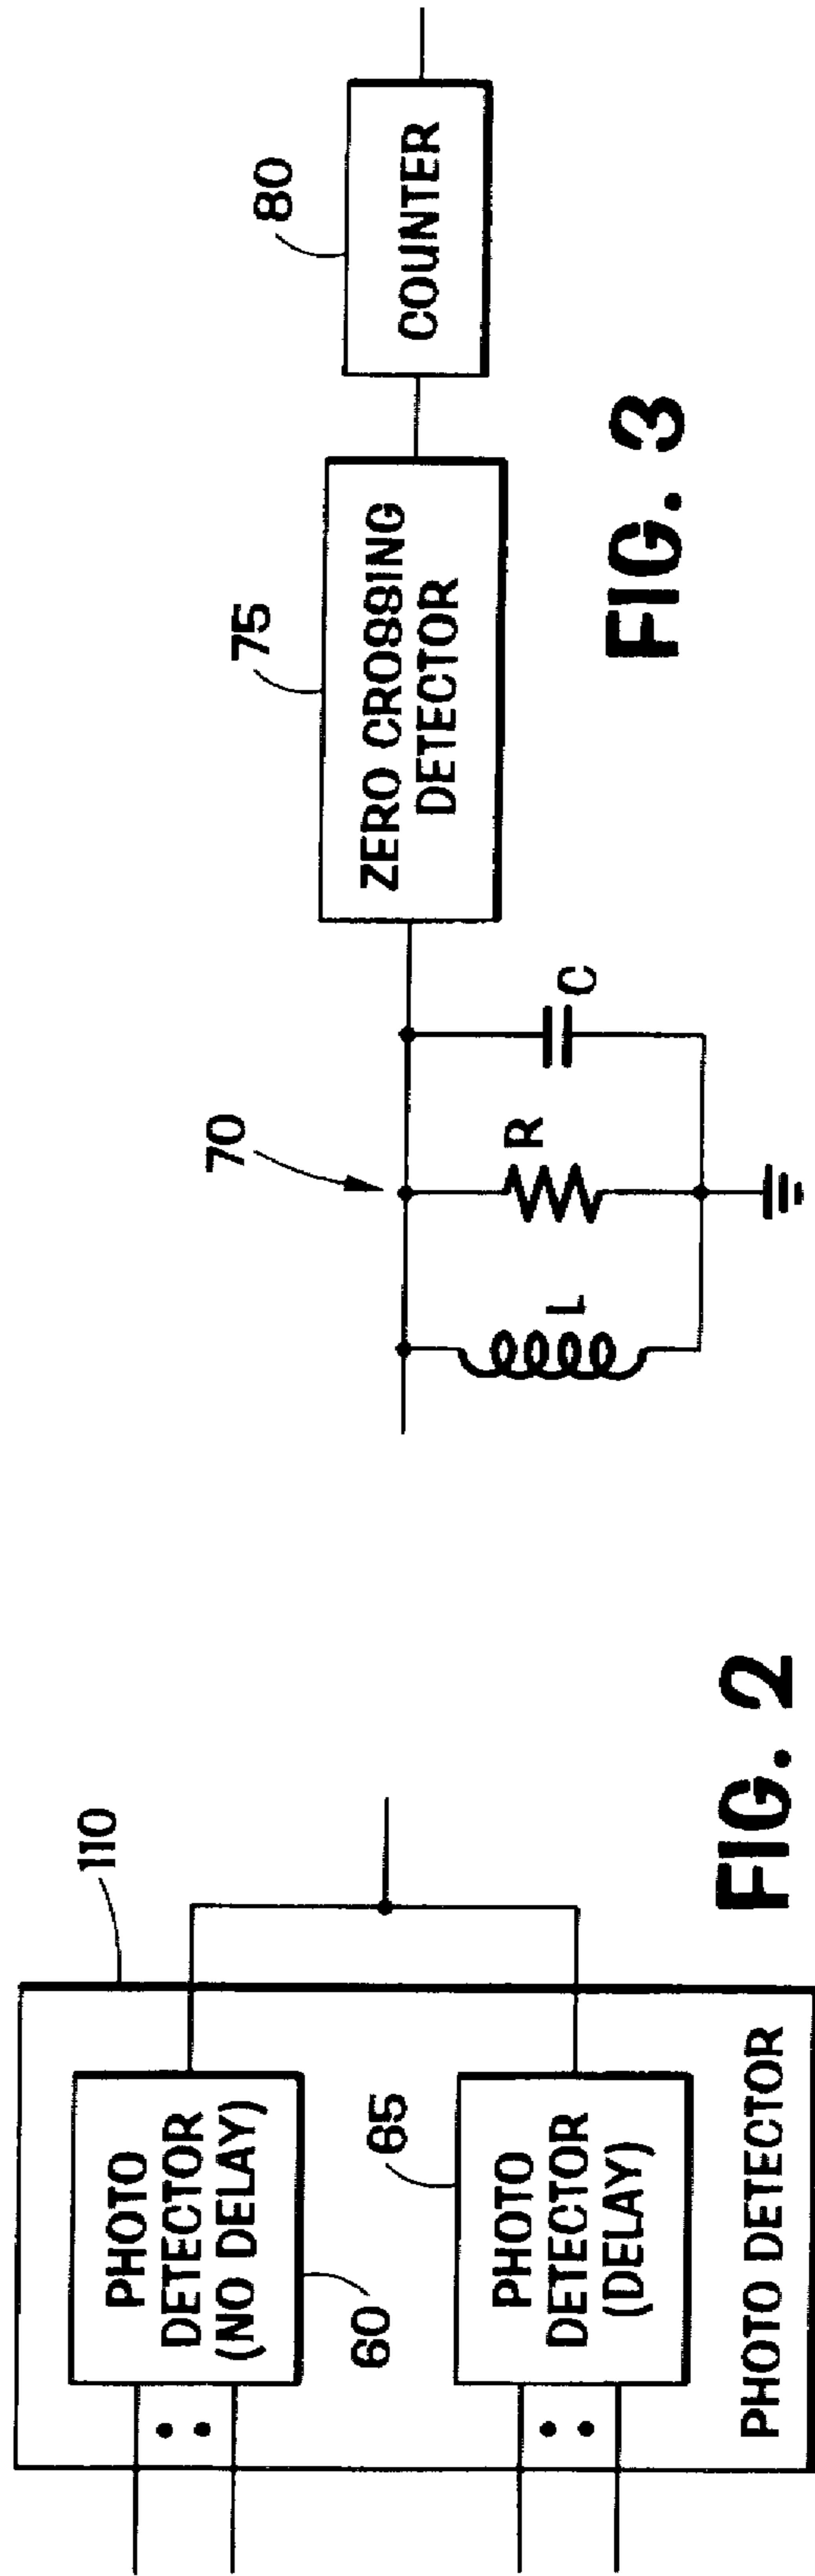 110
PHOTO
DETECTOR
(NO DELAY)
60
65
PHOTO
DETECTOR
(DELAY)
PHOTO DETECTOR
FIG. 2
70
L
R
C
75
ZERO CROSSING
DETECTOR
80
COUNTER
FIG. 3